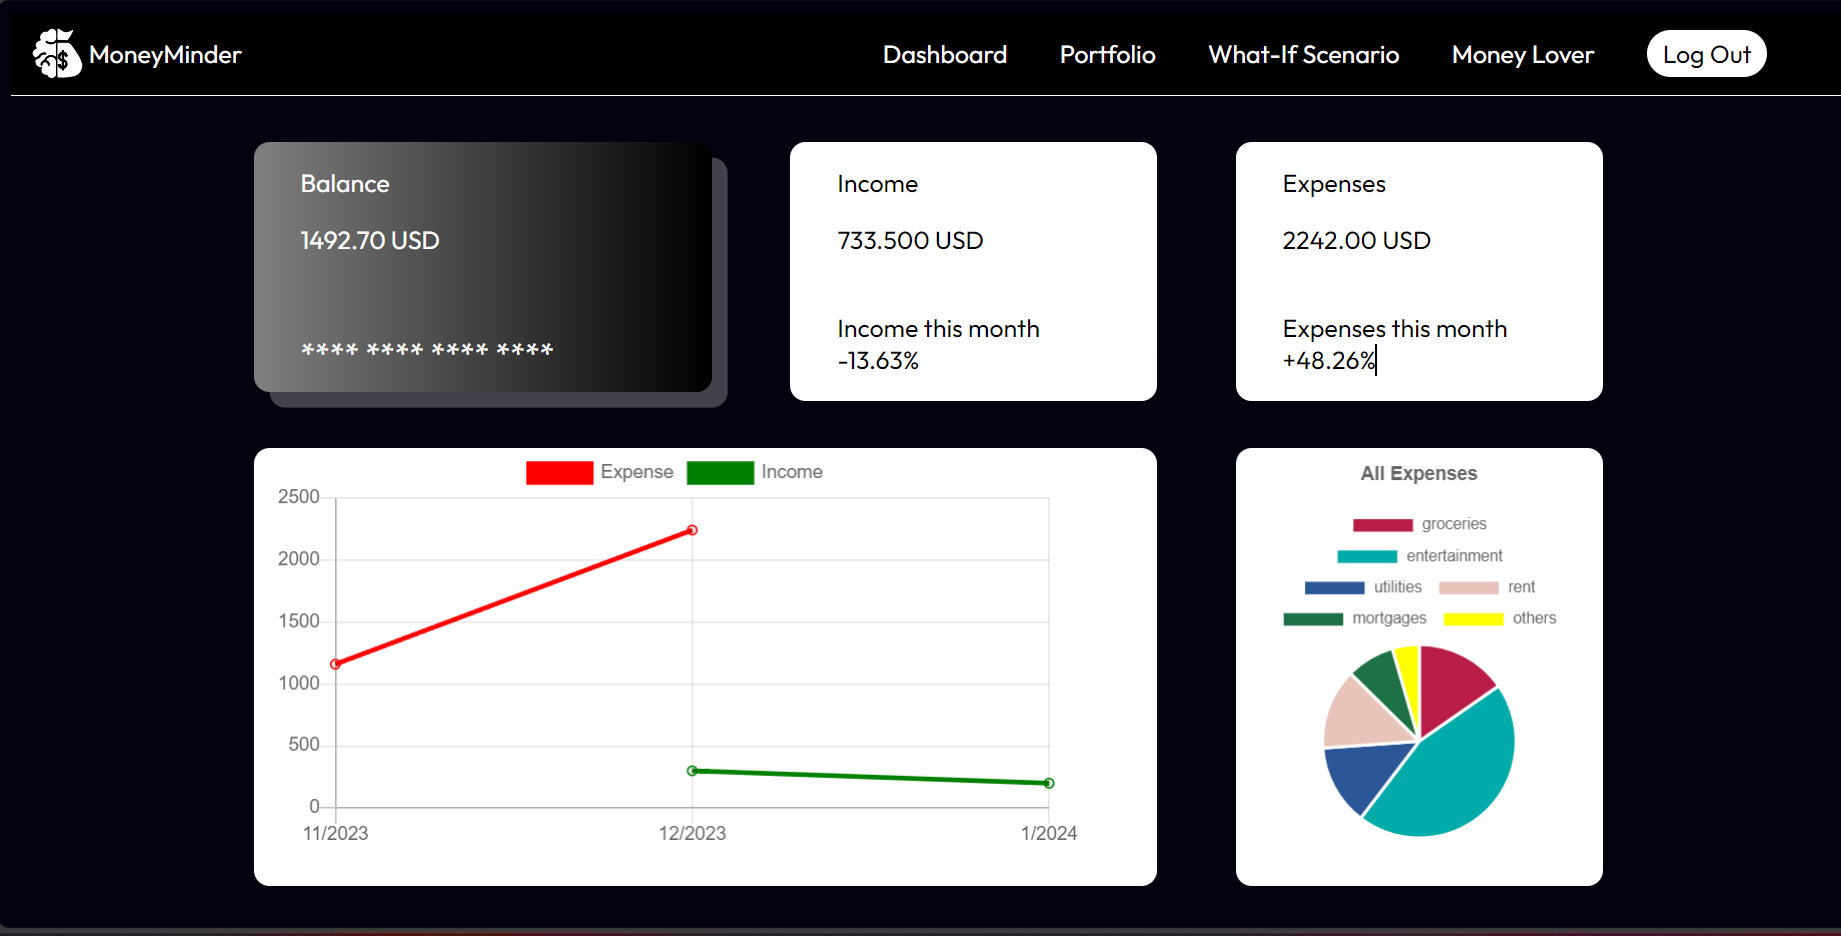 MoneyMinder
Dashboard
Portfolio
What-If Scenario
Money Lover
Log Out
Balance
1492.70 USD
**** **** **** ****
Income
733.500 USD
Income this month
-13.63%
Expenses
2242.00 USD
Expenses this month
+48.26%
Expense Income
2500
2000
1500
1000
500
0
11/2023 12/2023 1/2024
All Expenses
groceries
entertainment
utilities rent
mortgages others